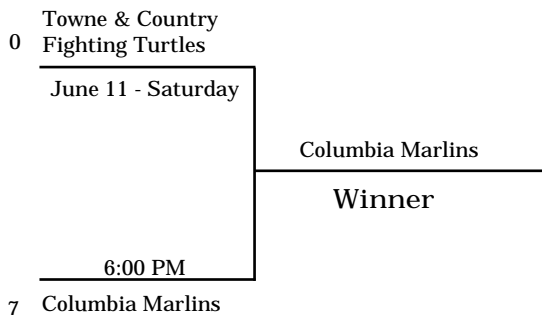 Towne & Country
0 Fighting Turtles
June 11 - Saturday
Columbia Marlins
Winner
6:00 PM
7 Columbia Marlins